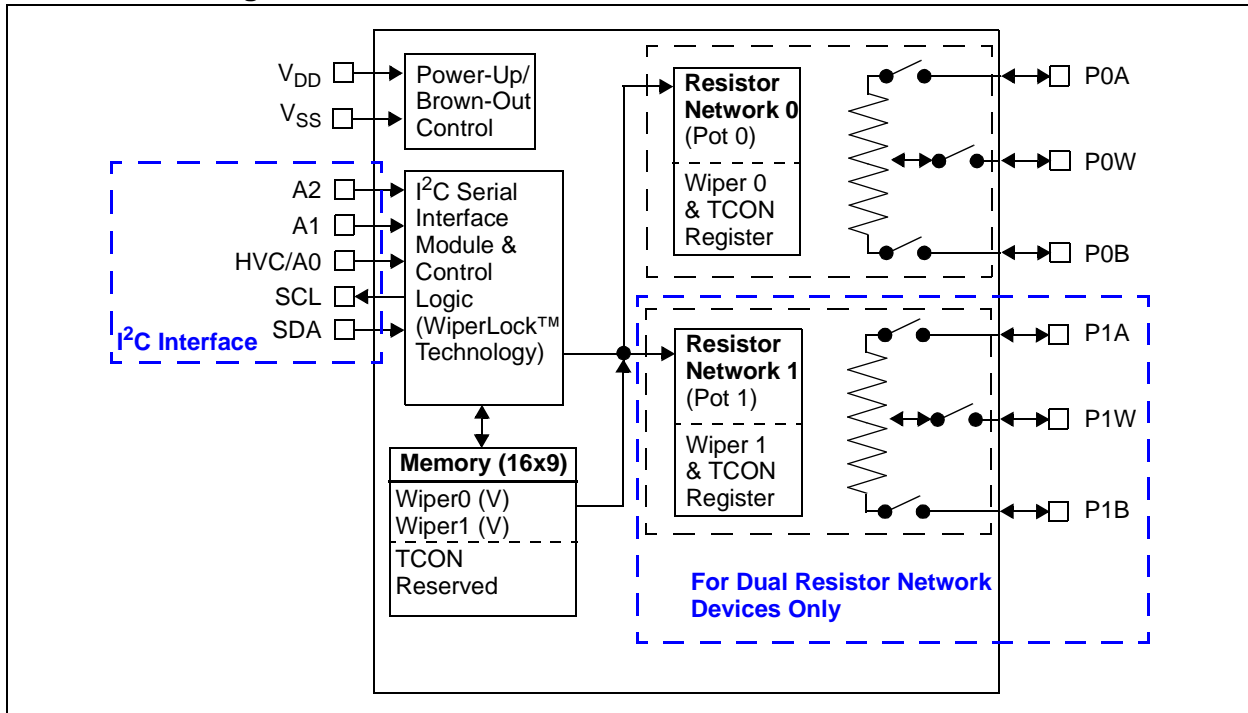 V_DD
V_SS
Power-Up/
Brown-Out
Control
A2
A1
HVC/A0
SCL
SDA
I²C Interface
I²C Serial
Interface
Module &
Control
Logic
(WiperLock™
Technology)
Memory (16x9)
Wiper0 (V)
Wiper1 (V)
TCON
Reserved
Resistor
Network 0
(Pot 0)
Wiper 0
& TCON
Register
P0A
P0W
P0B
Resistor
Network 1
(Pot 1)
Wiper 1
& TCON
Register
P1A
P1W
P1B
For Dual Resistor Network
Devices Only